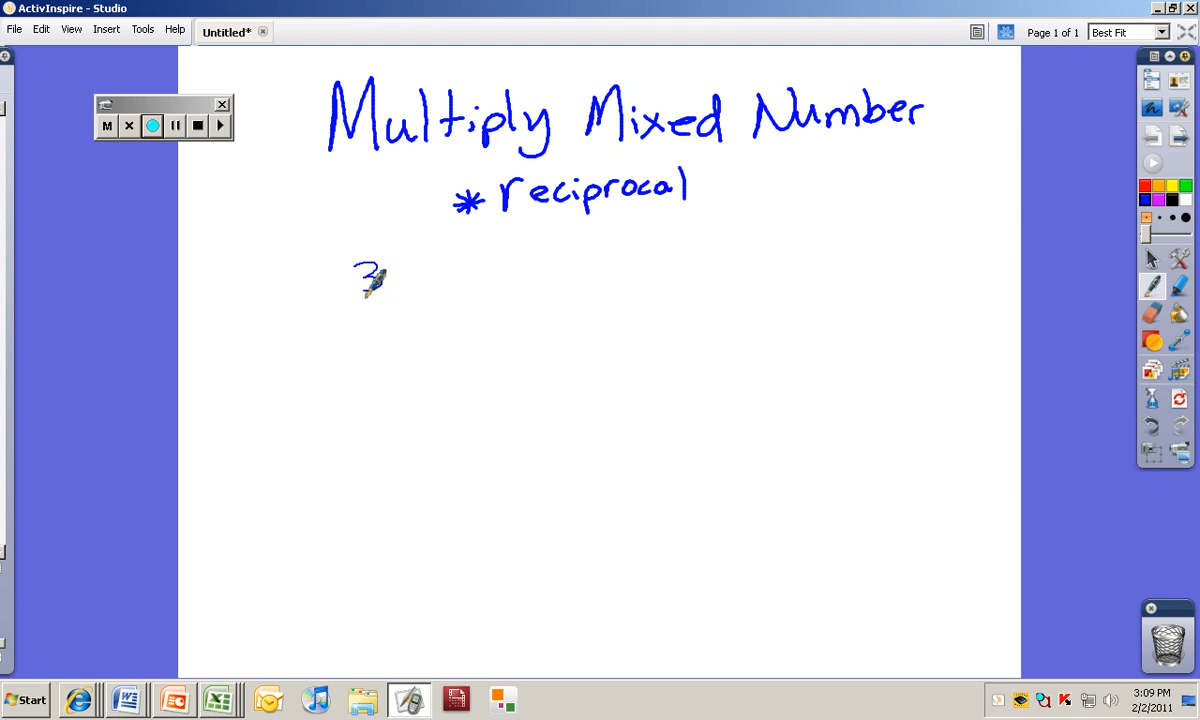 ActivInspire - Studio
File Edit View Insert Tools Help Untitled* Page 1 of 1 Best Fit
M
Multiply Mixed Number
* reciprocal
3
Start 3:09 PM
2/2/2011